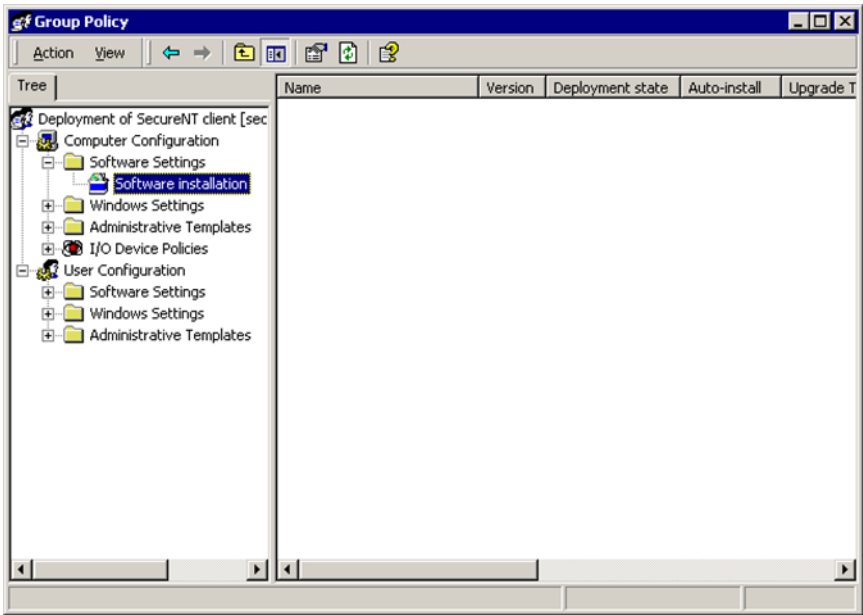 Group Policy
Action View
Tree
Name Version Deployment state Auto-install Upgrade T
Deployment of SecureNT client [sec
Computer Configuration
Software Settings
Software installation
Windows Settings
Administrative Templates
I/O Device Policies
User Configuration
Software Settings
Windows Settings
Administrative Templates